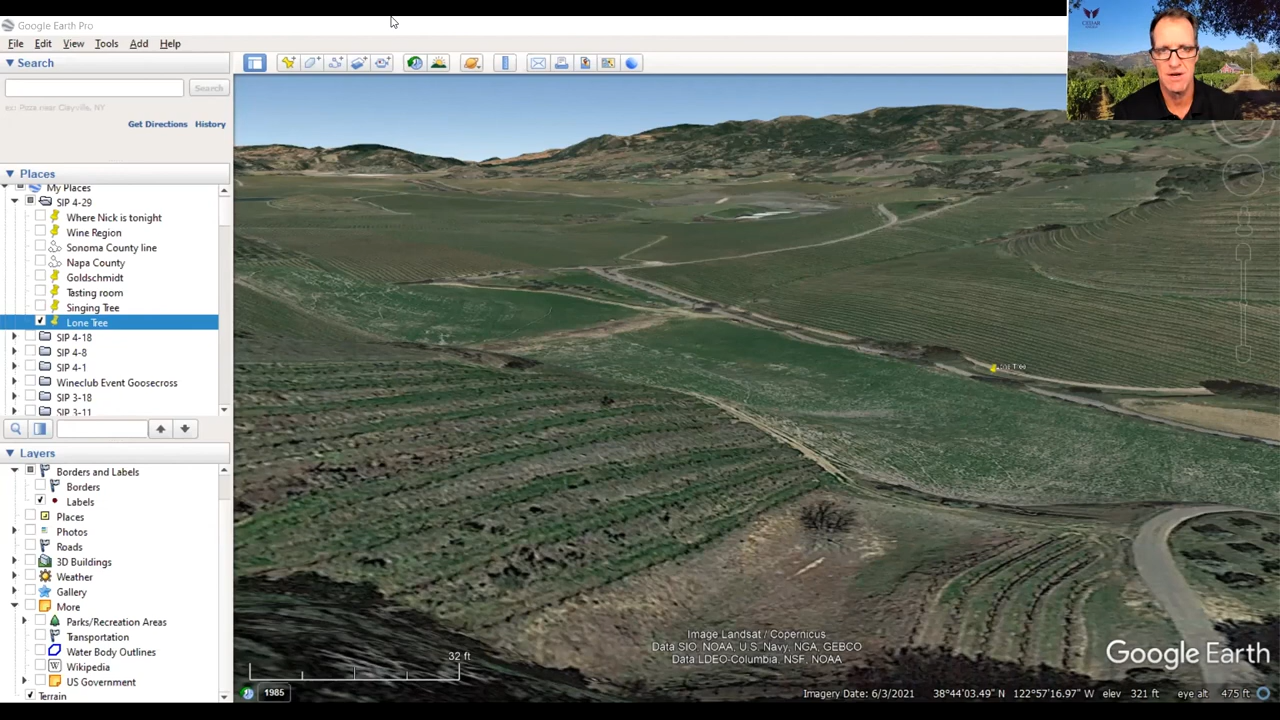 Google Earth Pro
File Edit View Tools Add Help
Search
Search
ex: Pizza near Clayville, NY
Get Directions History
Places
My Places
SIP 4-29
Where Nick is tonight
Wine Region
Sonoma County line
Napa County
Goldschmidt
Tasting room
Singing Tree
Lone Tree
SIP 4-18
SIP 4-8
SIP 4-1
Wineclub Event Goosecross
SIP 3-18
SIP 3-11
Layers
Borders and Labels
Borders
Labels
Places
Photos
Roads
3D Buildings
Weather
Gallery
More
Parks/Recreation Areas
Transportation
Water Body Outlines
Wikipedia
US Government
Terrain
Lone Tree
Image Landsat / Copernicus
Data SIO, NOAA, U.S. Navy, NGA, GEBCO
Data LDEO-Columbia, NSF, NOAA
Google Earth
32 ft
1985
Imagery Date: 6/3/2021 38°44'03.49" N 122°57'16.97" W elev 321 ft eye alt 475 ft